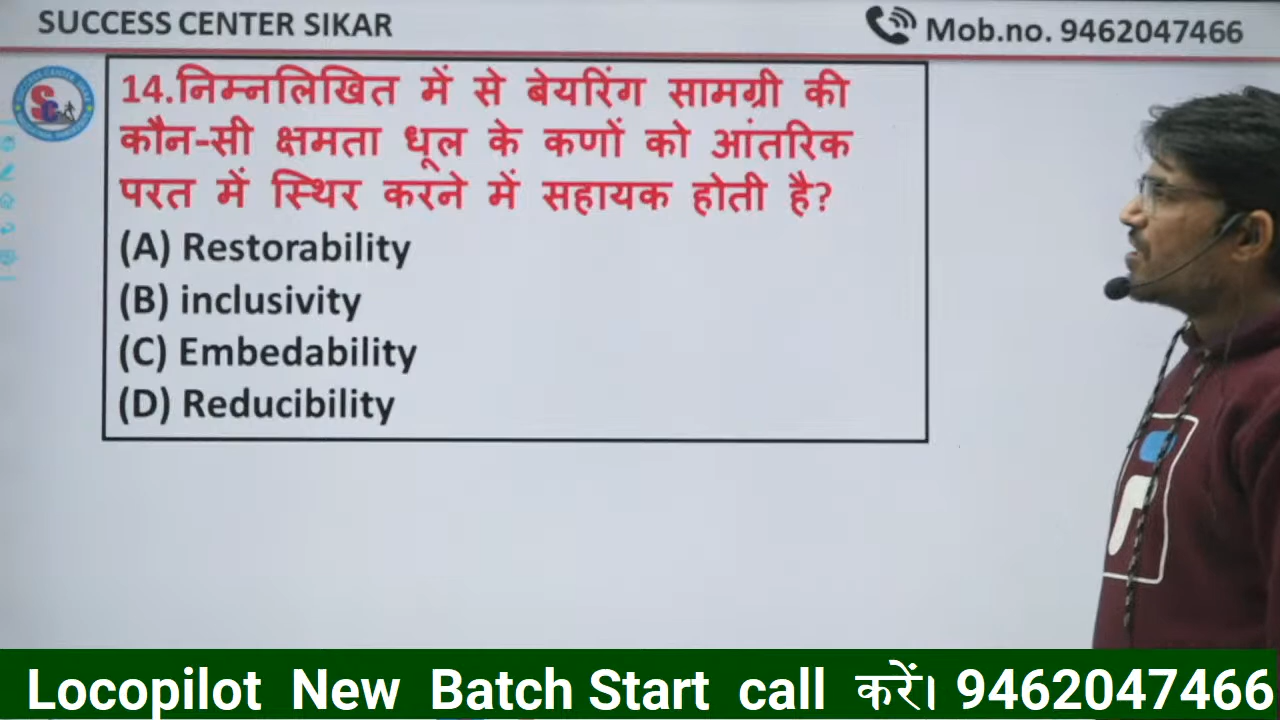 SUCCESS CENTER SIKAR
Mob.no. 9462047466
14.निम्नलिखित में से बेयरिंग सामग्री की
कौन-सी क्षमता धूल के कणों को आंतरिक
परत में स्थिर करने में सहायक होती है?
(A) Restorability
(B) inclusivity
(C) Embedability
(D) Reducibility
Locopilot New Batch Start call करें। 9462047466